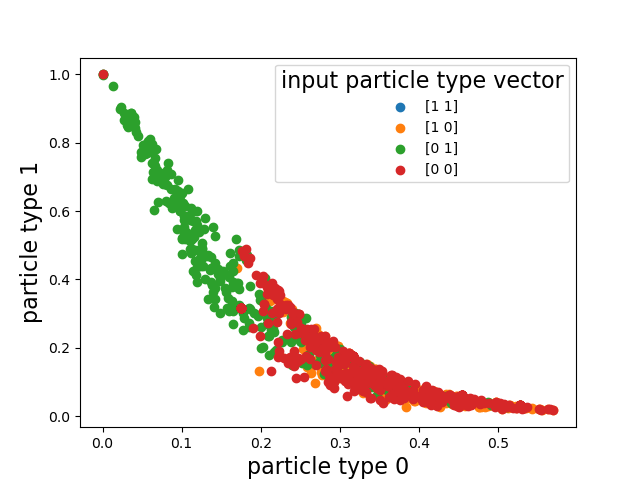 input particle type vector
[1 1]
[1 0]
[0 1]
[0 0]
1.0
0.8
0.6
0.4
0.2
0.0
particle type 1
0.0 0.1 0.2 0.3 0.4 0.5
particle type 0